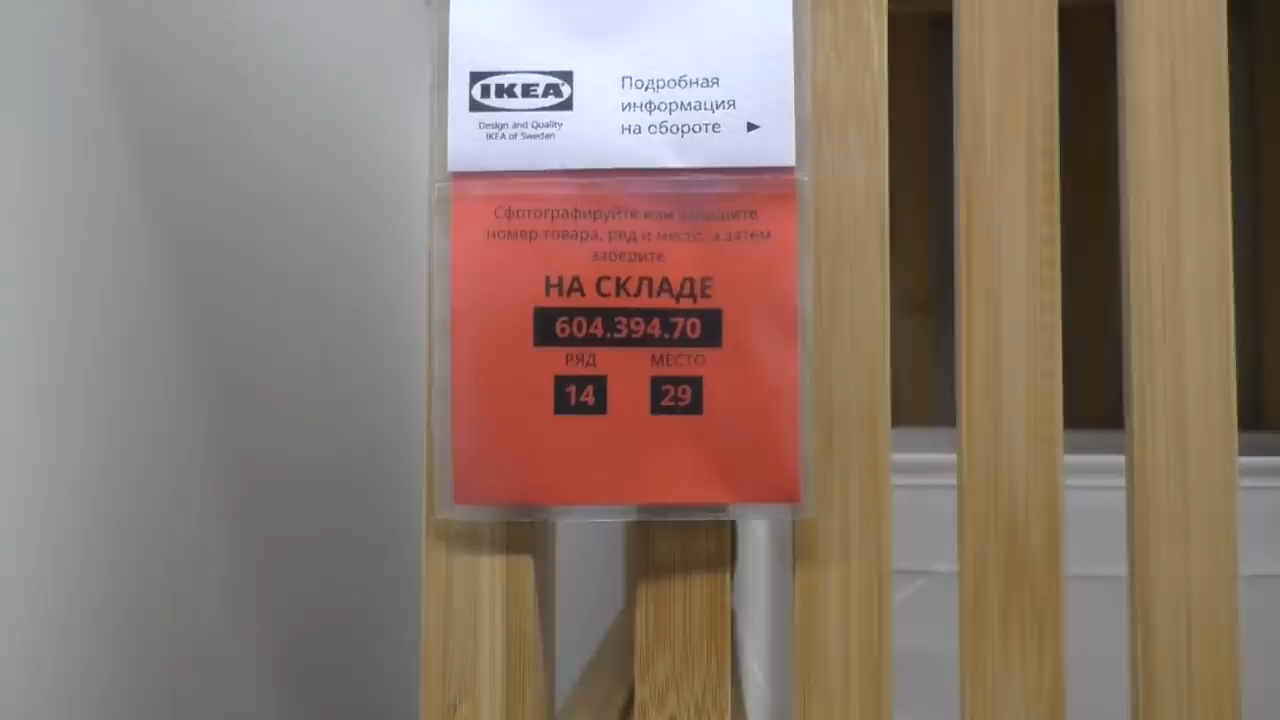 IKEA
Design and Quality
IKEA of Sweden
Подробная
информация
на обороте
Сфотографируйте или запишите
номер товара, ряд и место, а затем
заберите
НА СКЛАДЕ
604.394.70
РЯД МЕСТО
14 29